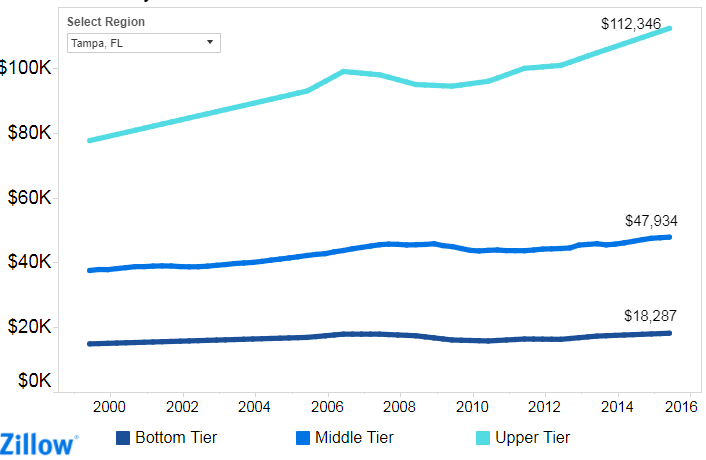 Select Region
Tampa, FL
$112,346
$100K
$80K
$60K
$47,934
$40K
$18,287
$20K
$0K
2000 2002 2004 2006 2008 2010 2012 2014 2016
Zillow
Bottom Tier Middle Tier Upper Tier